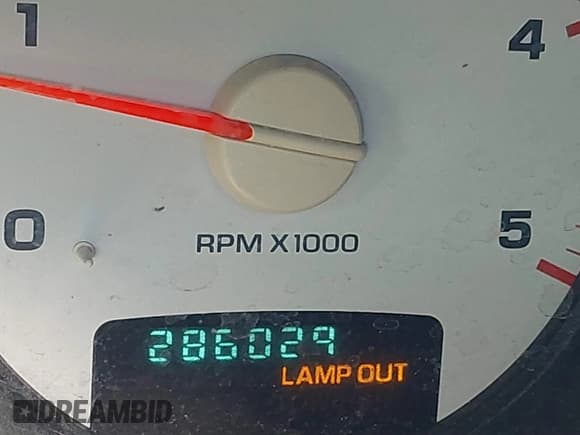 1
4
0
5
RPM X1000
286029
LAMP OUT
DREAMBID